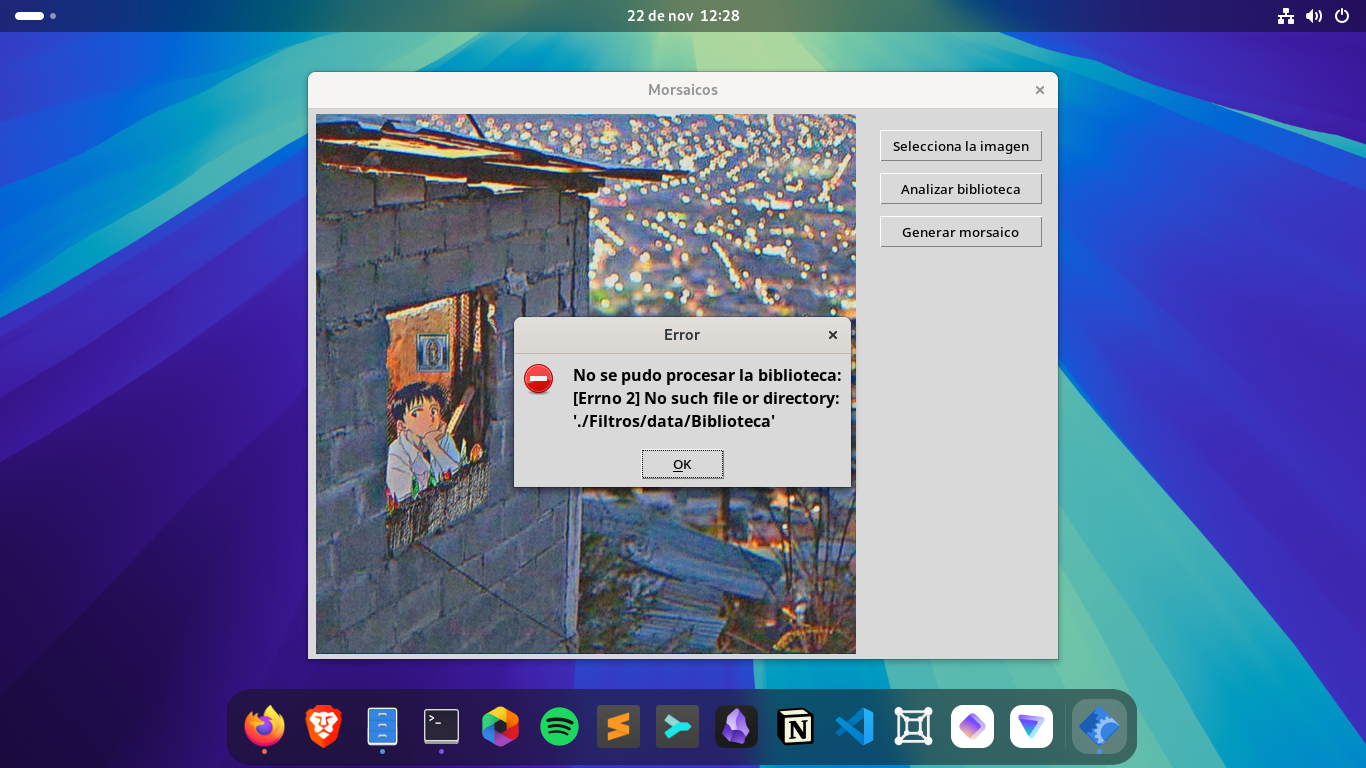 22 de nov 12:28
Morsaicos
Selecciona la imagen
Analizar biblioteca
Generar morsaico
Error
No se pudo procesar la biblioteca:
[Errno 2] No such file or directory:
'./Filtros/data/Biblioteca'
OK